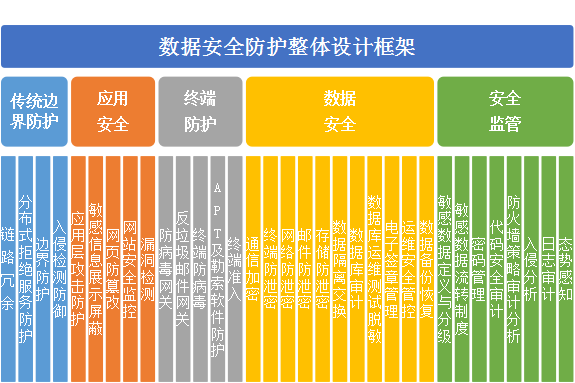 数据安全防护整体设计框架
传统边
界防护
应用
安全
终端
防护
数据
安全
安全
监管
链路冗余
分布式拒绝服务防护
边界防护
入侵检测防御
应用层攻击防护
敏感信息展示屏蔽
网页防篡改
网站安全监控
漏洞检测
防病毒网关
反垃圾邮件网关
终端防病毒
APT及勒索软件防护
终端准入
通信加密
终端防泄密
网络防泄密
邮件防泄密
存储防泄密
数据隔离交换
数据库审计
数据库运维测试脱敏
电子签章管理
运维安全管控
数据备份恢复
敏感数据定义与分级
敏感数据流转制度
密码管理
代码安全审计
防火墙策略审计分析
入侵分析
日志审计
态势感知